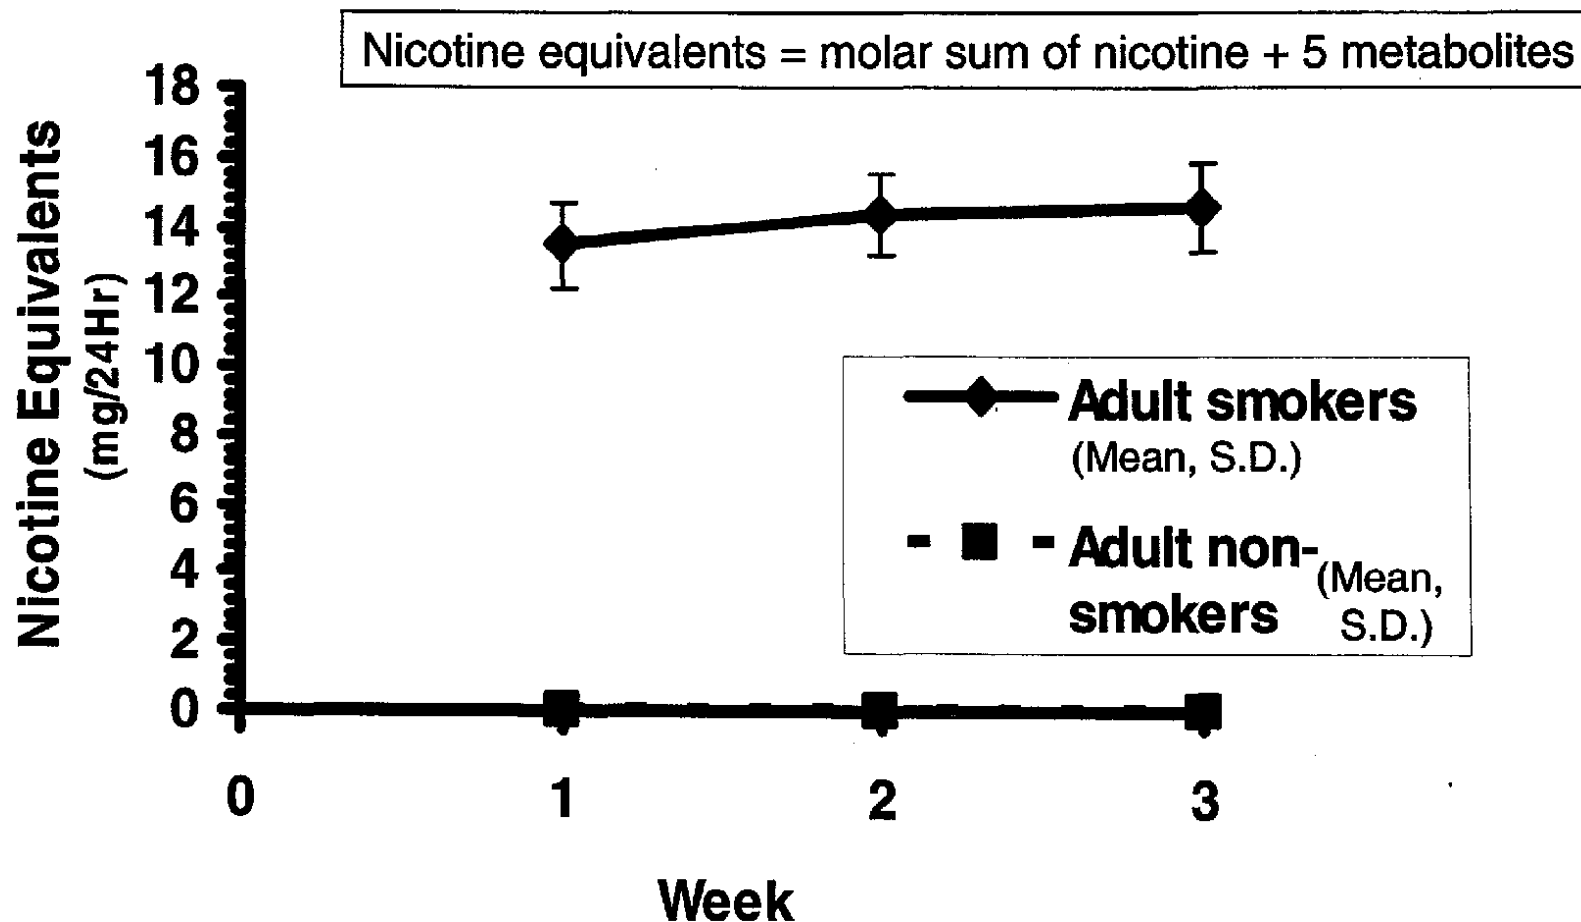 Nicotine equivalents = molar sum of nicotine + 5 metabolites
Nicotine Equivalents
(mg/24Hr)
18
16
14
12
10
8
6
4
2
0
Adult smokers
(Mean, S.D.)
Adult non- (Mean,
smokers S.D.)
0 1 2 3
Week